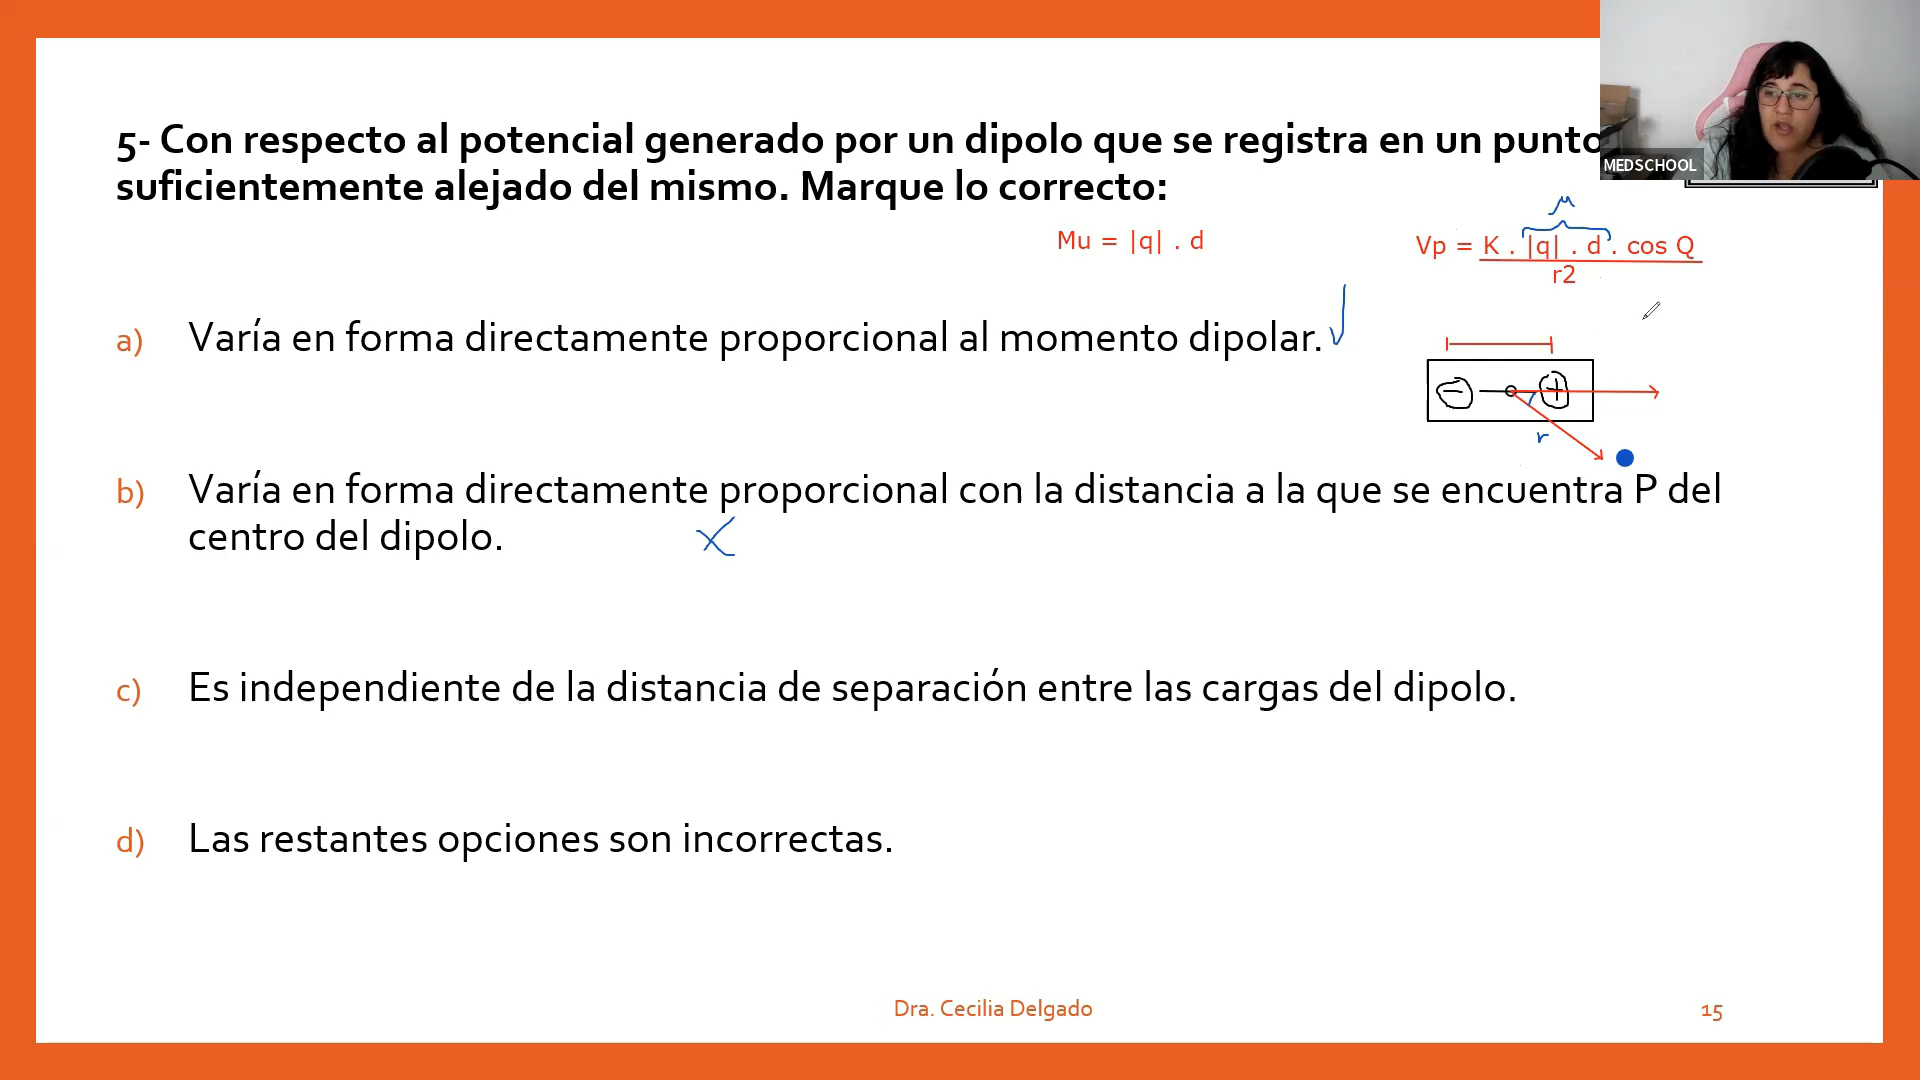 MEDSCHOOL
5- Con respecto al potencial generado por un dipolo que se registra en un punto
suficientemente alejado del mismo. Marque lo correcto:
μ
Mu = |q| . d
Vp = K . |q| . d . cos Q
r2
a) Varía en forma directamente proporcional al momento dipolar.
- +
r
b) Varía en forma directamente proporcional con la distancia a la que se encuentra P del
centro del dipolo.
c) Es independiente de la distancia de separación entre las cargas del dipolo.
d) Las restantes opciones son incorrectas.
Dra. Cecilia Delgado
15